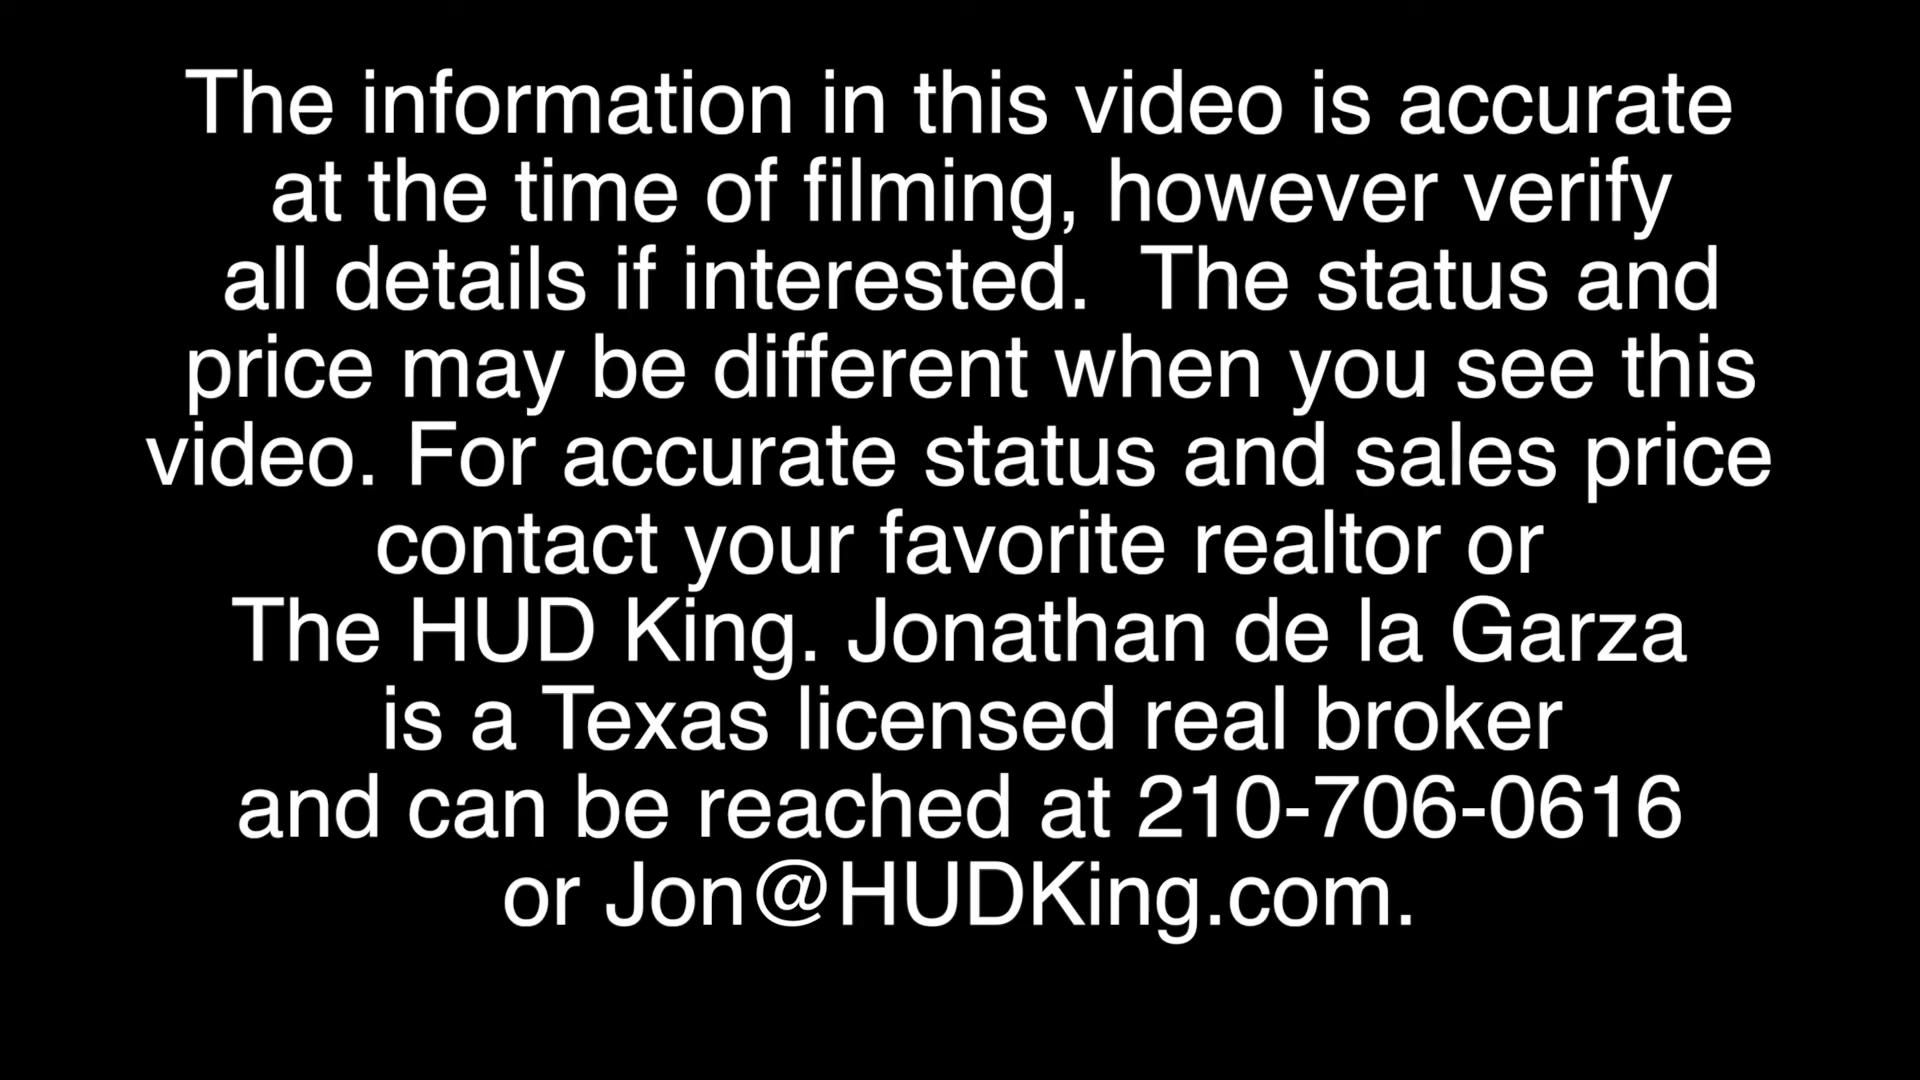 The information in this video is accurate
at the time of filming, however verify
all details if interested.  The status and
price may be different when you see this
video. For accurate status and sales price
contact your favorite realtor or
The HUD King. Jonathan de la Garza
is a Texas licensed real broker
and can be reached at 210-706-0616
or Jon@HUDKing.com.